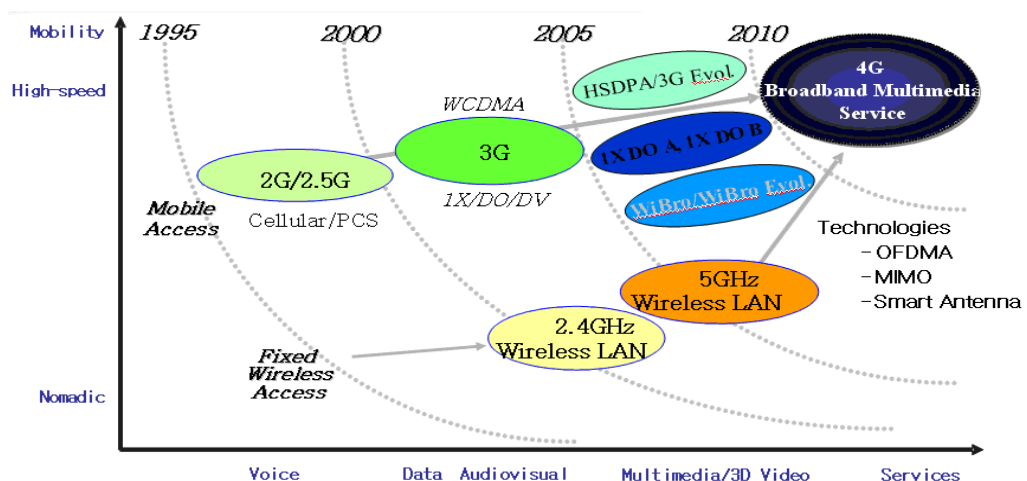 Mobility
1995
2000
2005
2010
High-speed
HSDPA/3G Evol.
4G
Broadband Multimedia
Service
WCDMA
3G
1X/DO/DV
1X DO A, 1X DO B
2G/2.5G
Cellular/PCS
WiBro/WiBro Evol.
Mobile
Access
Technologies
- OFDMA
- MIMO
- Smart Antenna
5GHz
Wireless LAN
2.4GHz
Wireless LAN
Fixed
Wireless
Access
Nomadic
Voice
Data Audiovisual
Multimedia/3D Video
Services